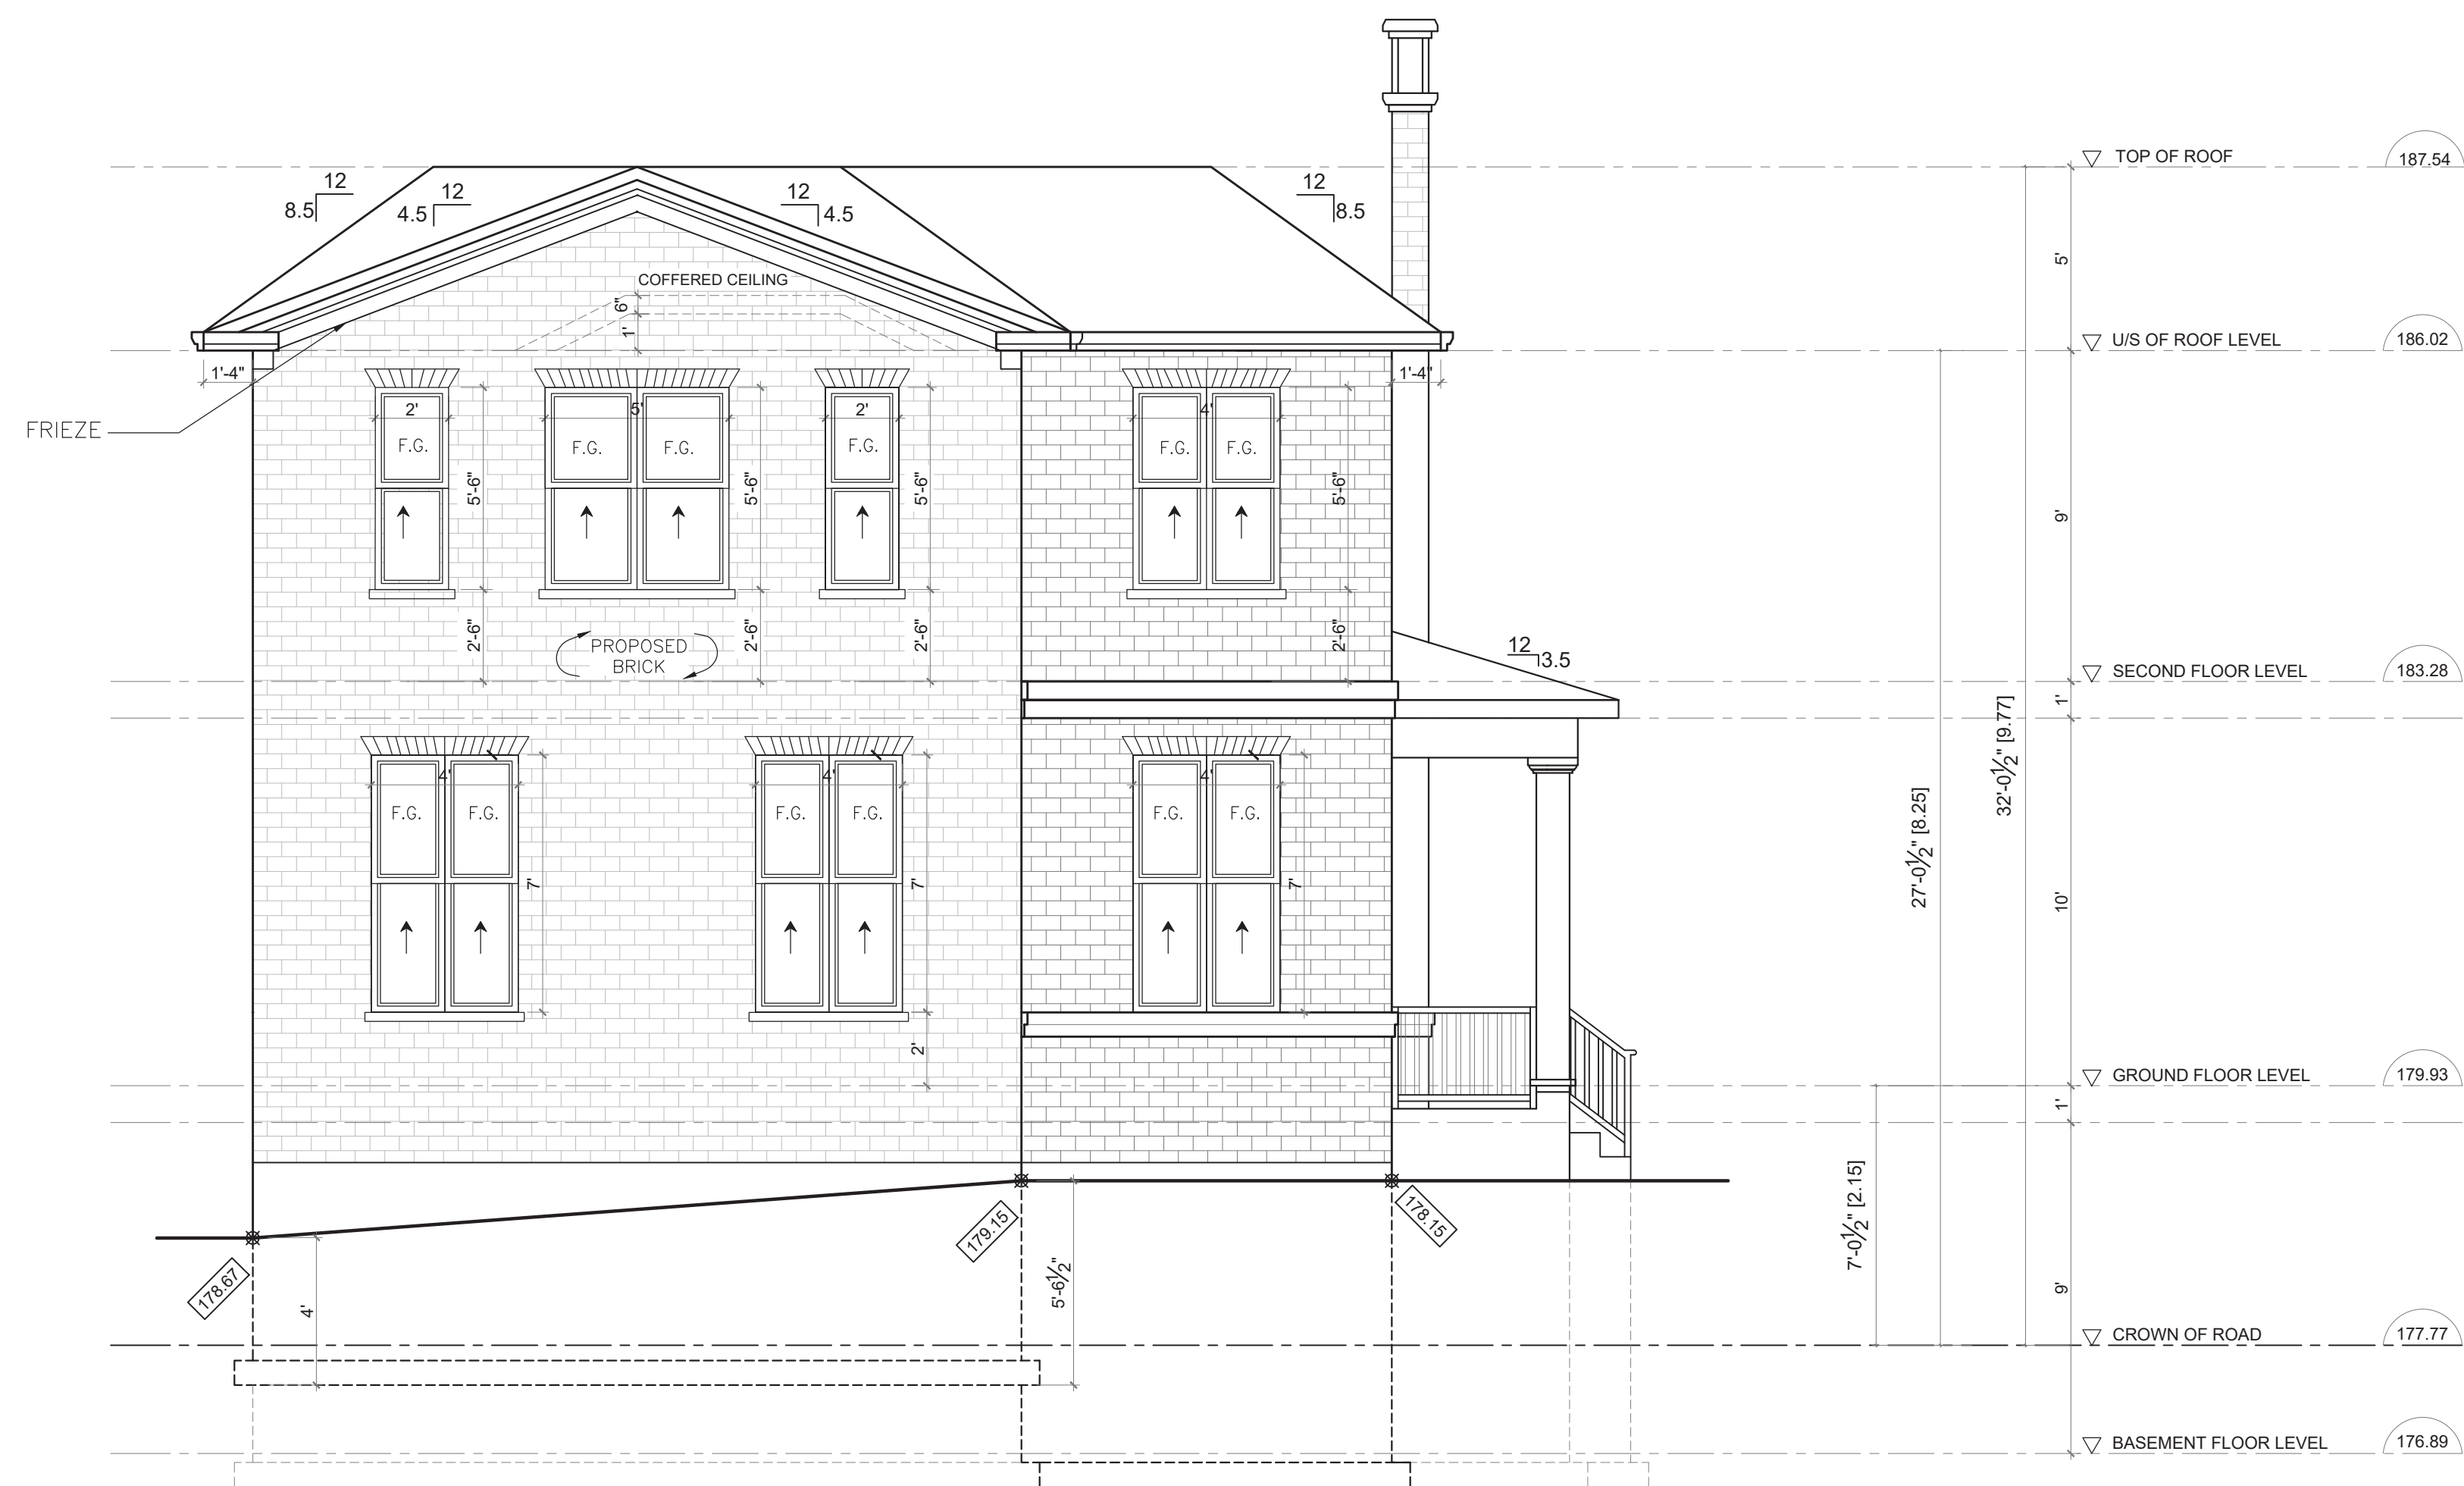 TOP OF ROOF 187.54
12 8.5
12 4.5
12 4.5
12 8.5
5'
COFFERED CEILING
6"
1'
U/S OF ROOF LEVEL 186.02
1'-4"
1'-4"
FRIEZE
2'
5'
2'
4'
F.G.
F.G.
F.G.
F.G.
F.G.
F.G.
5'-6"
5'-6"
5'-6"
5'-6"
9'
2'-6"
2'-6"
2'-6"
2'-6"
PROPOSED
BRICK
12 3.5
SECOND FLOOR LEVEL 183.28
1'
32'-0½" [9.77]
27'-0½" [8.25]
4'
4'
4'
F.G.
F.G.
F.G.
F.G.
F.G.
F.G.
7'
7'
7'
10'
2'
GROUND FLOOR LEVEL 179.93
1'
7'-0½" [2.15]
178.67
179.15
178.15
4'
5'-6½"
9'
CROWN OF ROAD 177.77
BASEMENT FLOOR LEVEL 176.89